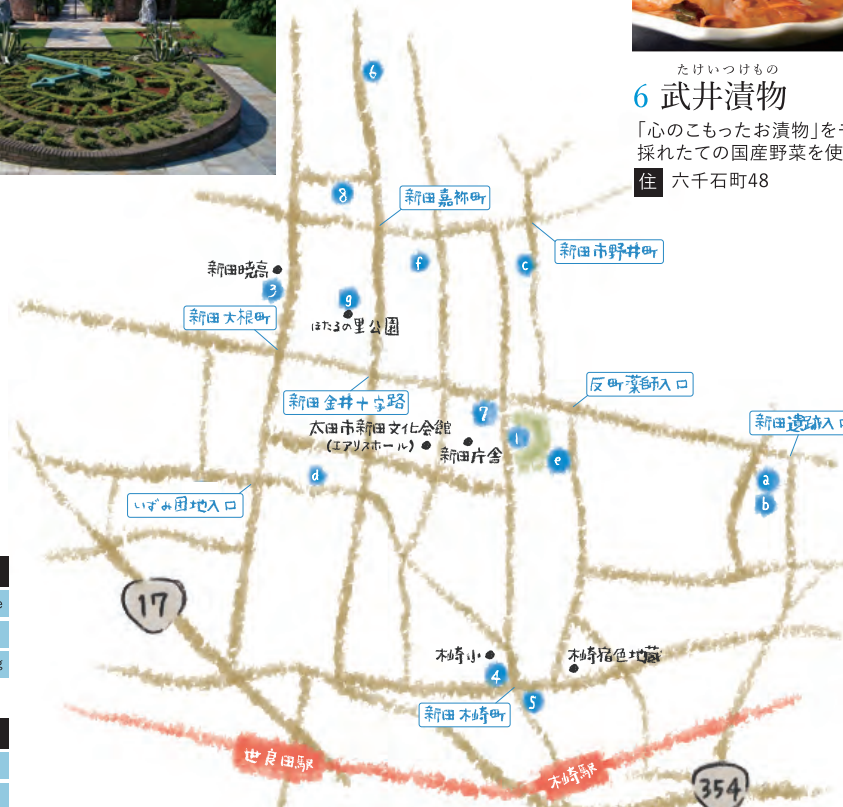 たけいつけもの
6 武井漬物
「心のこもったお漬物」を
採れたての国産野菜を使
住 六千石町48
6
8
新田嘉祢町
f
c
新田市野井町
新田暁高
3
g
ほたるの里公園
新田大根町
新田金井十字路
反町薬師入口
7
太田市新田文化会館
(エアリスホール)
新田庁舎
1
e
新田遺跡入口
a
b
d
いずみ団地入口
e
g
17
木崎小
4
木崎宿色地蔵
5
新田木崎町
世良田駅
木崎駅
354